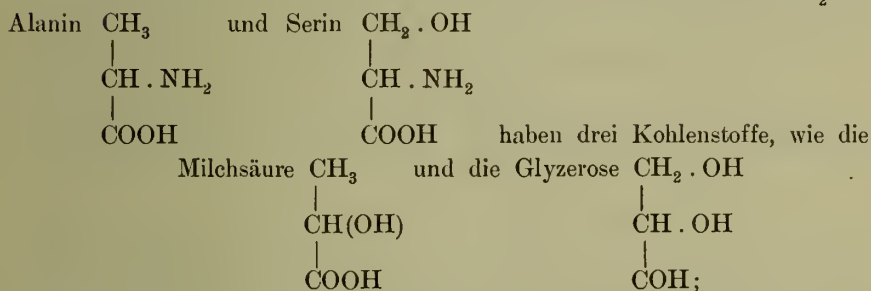 2
Alanin CH₃ und Serin CH₂ . OH
CH . NH₂ CH . NH₂
COOH COOH haben drei Kohlenstoffe, wie die
Milchsäure CH₃ und die Glyzerose CH₂ . OH
CH(OH) CH . OH
COOH COH;